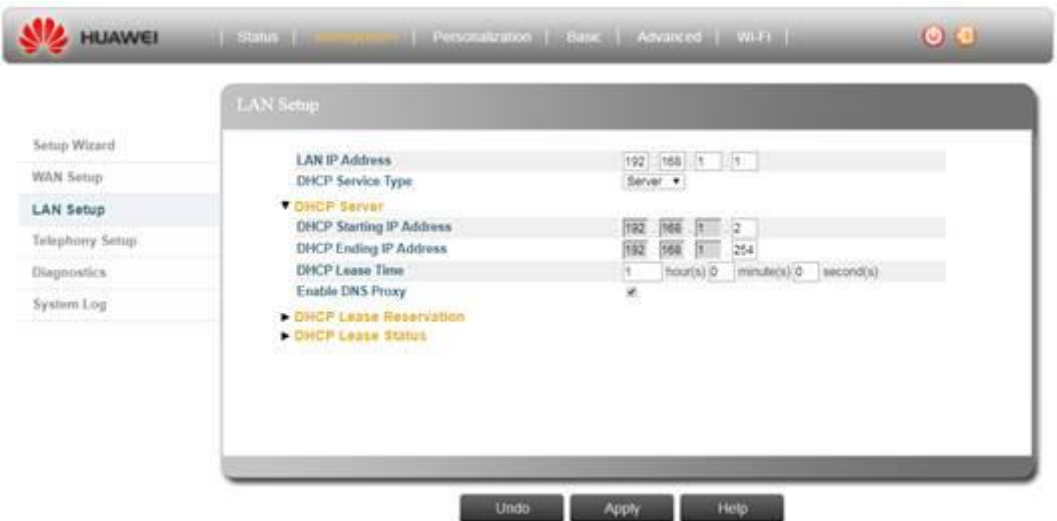 HUAWEI
Status | | Personalization | Basic | Advanced | Wi-Fi |
LAN Setup
Setup Wizard
WAN Setup
LAN Setup
Telephony Setup
Diagnostics
System Log
LAN IP Address 192 . 168 . 1 . 1
DHCP Service Type Server
DHCP Server
DHCP Starting IP Address 192 . 168 . 1 . 2
DHCP Ending IP Address 192 . 168 . 1 . 254
DHCP Lease Time 1 hour(s) 0 minute(s) 0 second(s)
Enable DNS Proxy
DHCP Lease Reservation
DHCP Lease Status
Undo Apply Help